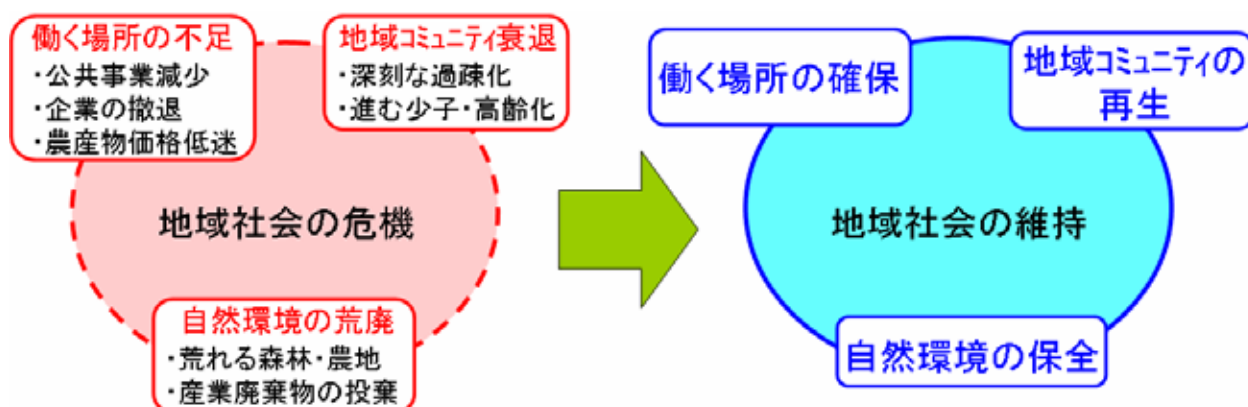 働く場所の不足
・公共事業減少
・企業の撤退
・農産物価格低迷
地域コミュニティ衰退
・深刻な過疎化
・進む少子・高齢化
地域社会の危機
自然環境の荒廃
・荒れる森林・農地
・産業廃棄物の投棄
働く場所の確保
地域コミュニティの
再生
地域社会の維持
自然環境の保全